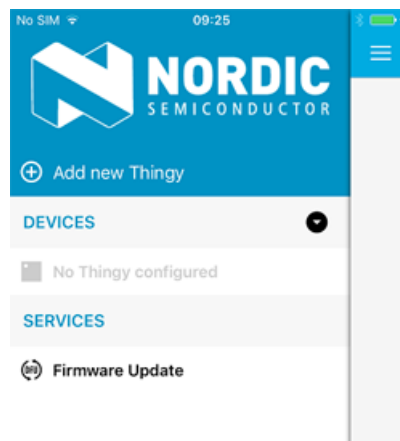 No SIM 09:25
NORDIC
SEMICONDUCTOR
Add new Thingy
DEVICES
No Thingy configured
SERVICES
DFU Firmware Update